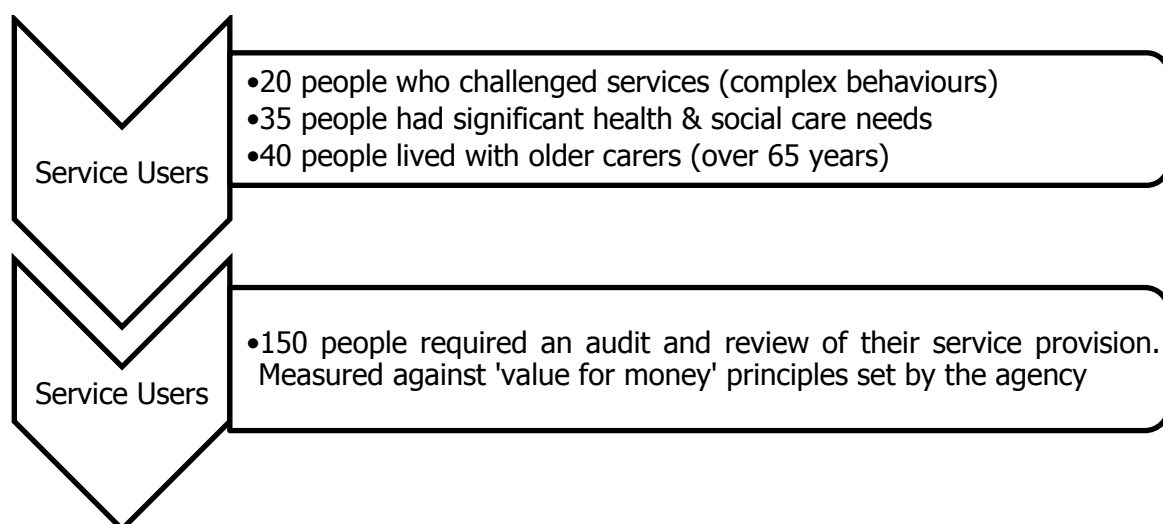 Service Users
•20 people who challenged services (complex behaviours)
•35 people had significant health & social care needs
•40 people lived with older carers (over 65 years)
Service Users
•150 people required an audit and review of their service provision.
Measured against 'value for money' principles set by the agency